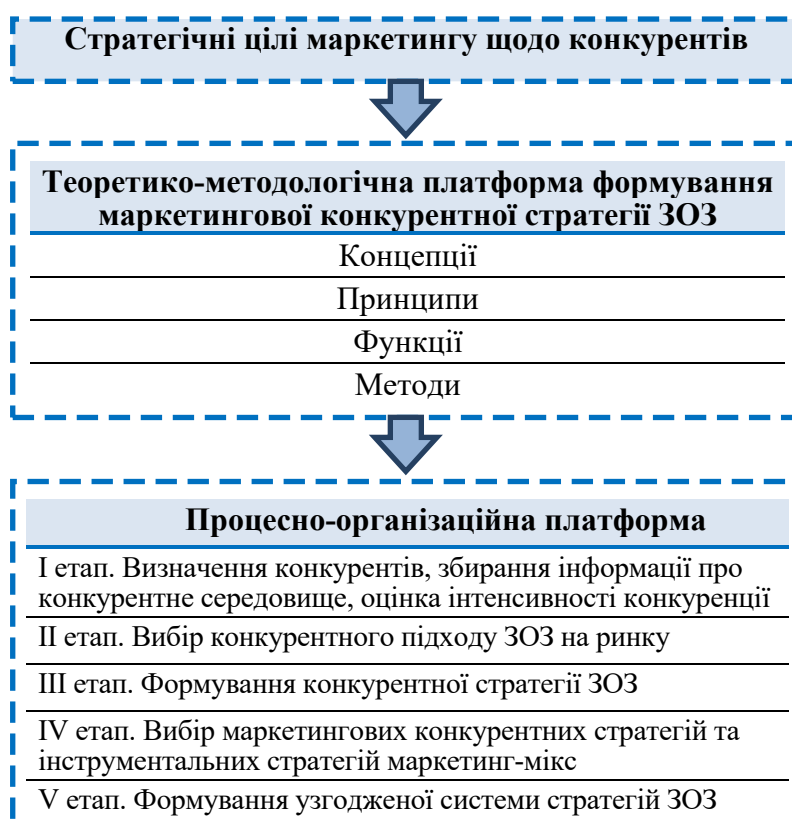 Стратегічні цілі маркетингу щодо конкурентів
Теоретико-методологічна платформа формування
маркетингової конкурентної стратегії ЗОЗ
Концепції
Принципи
Функції
Методи
Процесно-організаційна платформа
І етап. Визначення конкурентів, збирання інформації про
конкурентне середовище, оцінка інтенсивності конкуренції
ІІ етап. Вибір конкурентного підходу ЗОЗ на ринку
ІІІ етап. Формування конкурентної стратегії ЗОЗ
IV етап. Вибір маркетингових конкурентних стратегій та
інструментальних стратегій маркетинг-мікс
V етап. Формування узгодженої системи стратегій ЗОЗ